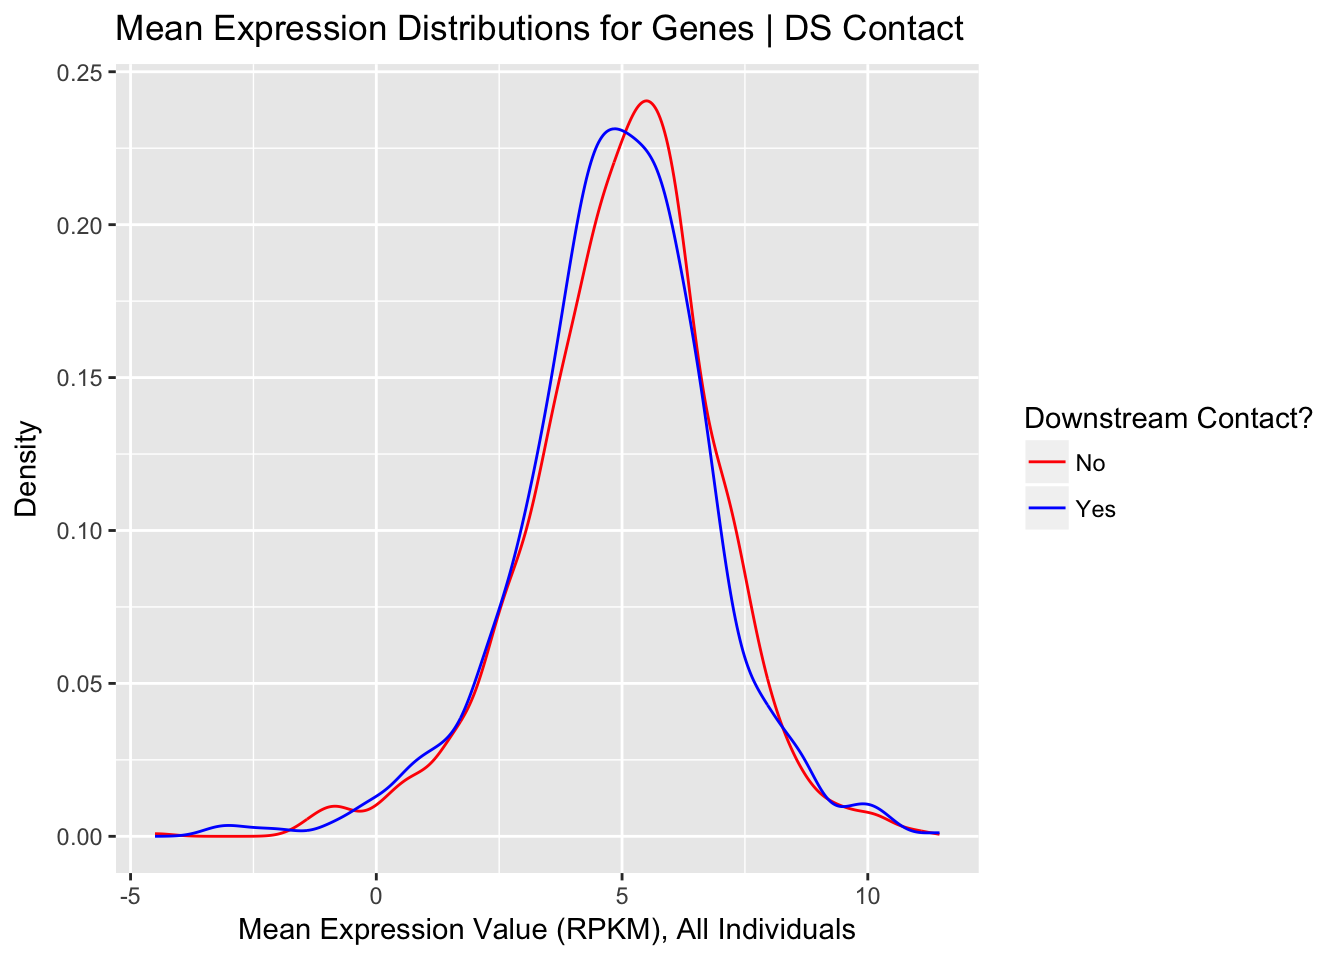 Mean Expression Distributions for Genes | DS Contact
0.25
0.20
0.15
0.10
0.05
0.00
Density
-5
0
5
10
Mean Expression Value (RPKM), All Individuals
Downstream Contact?
No
Yes